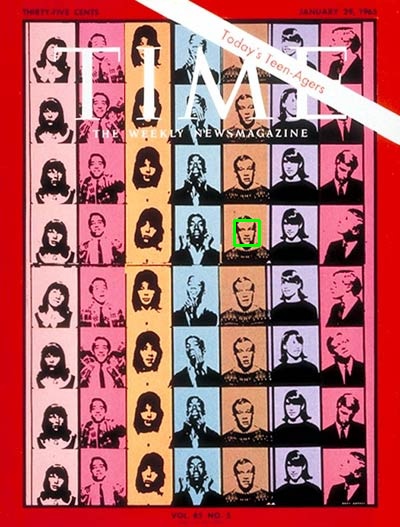 THIRTY-FIVE CENTS
JANUARY 29, 1965
Today's Teen-Agers
TIME
THE WEEKLY NEWSMAGAZINE
VOL. 85 NO. 5